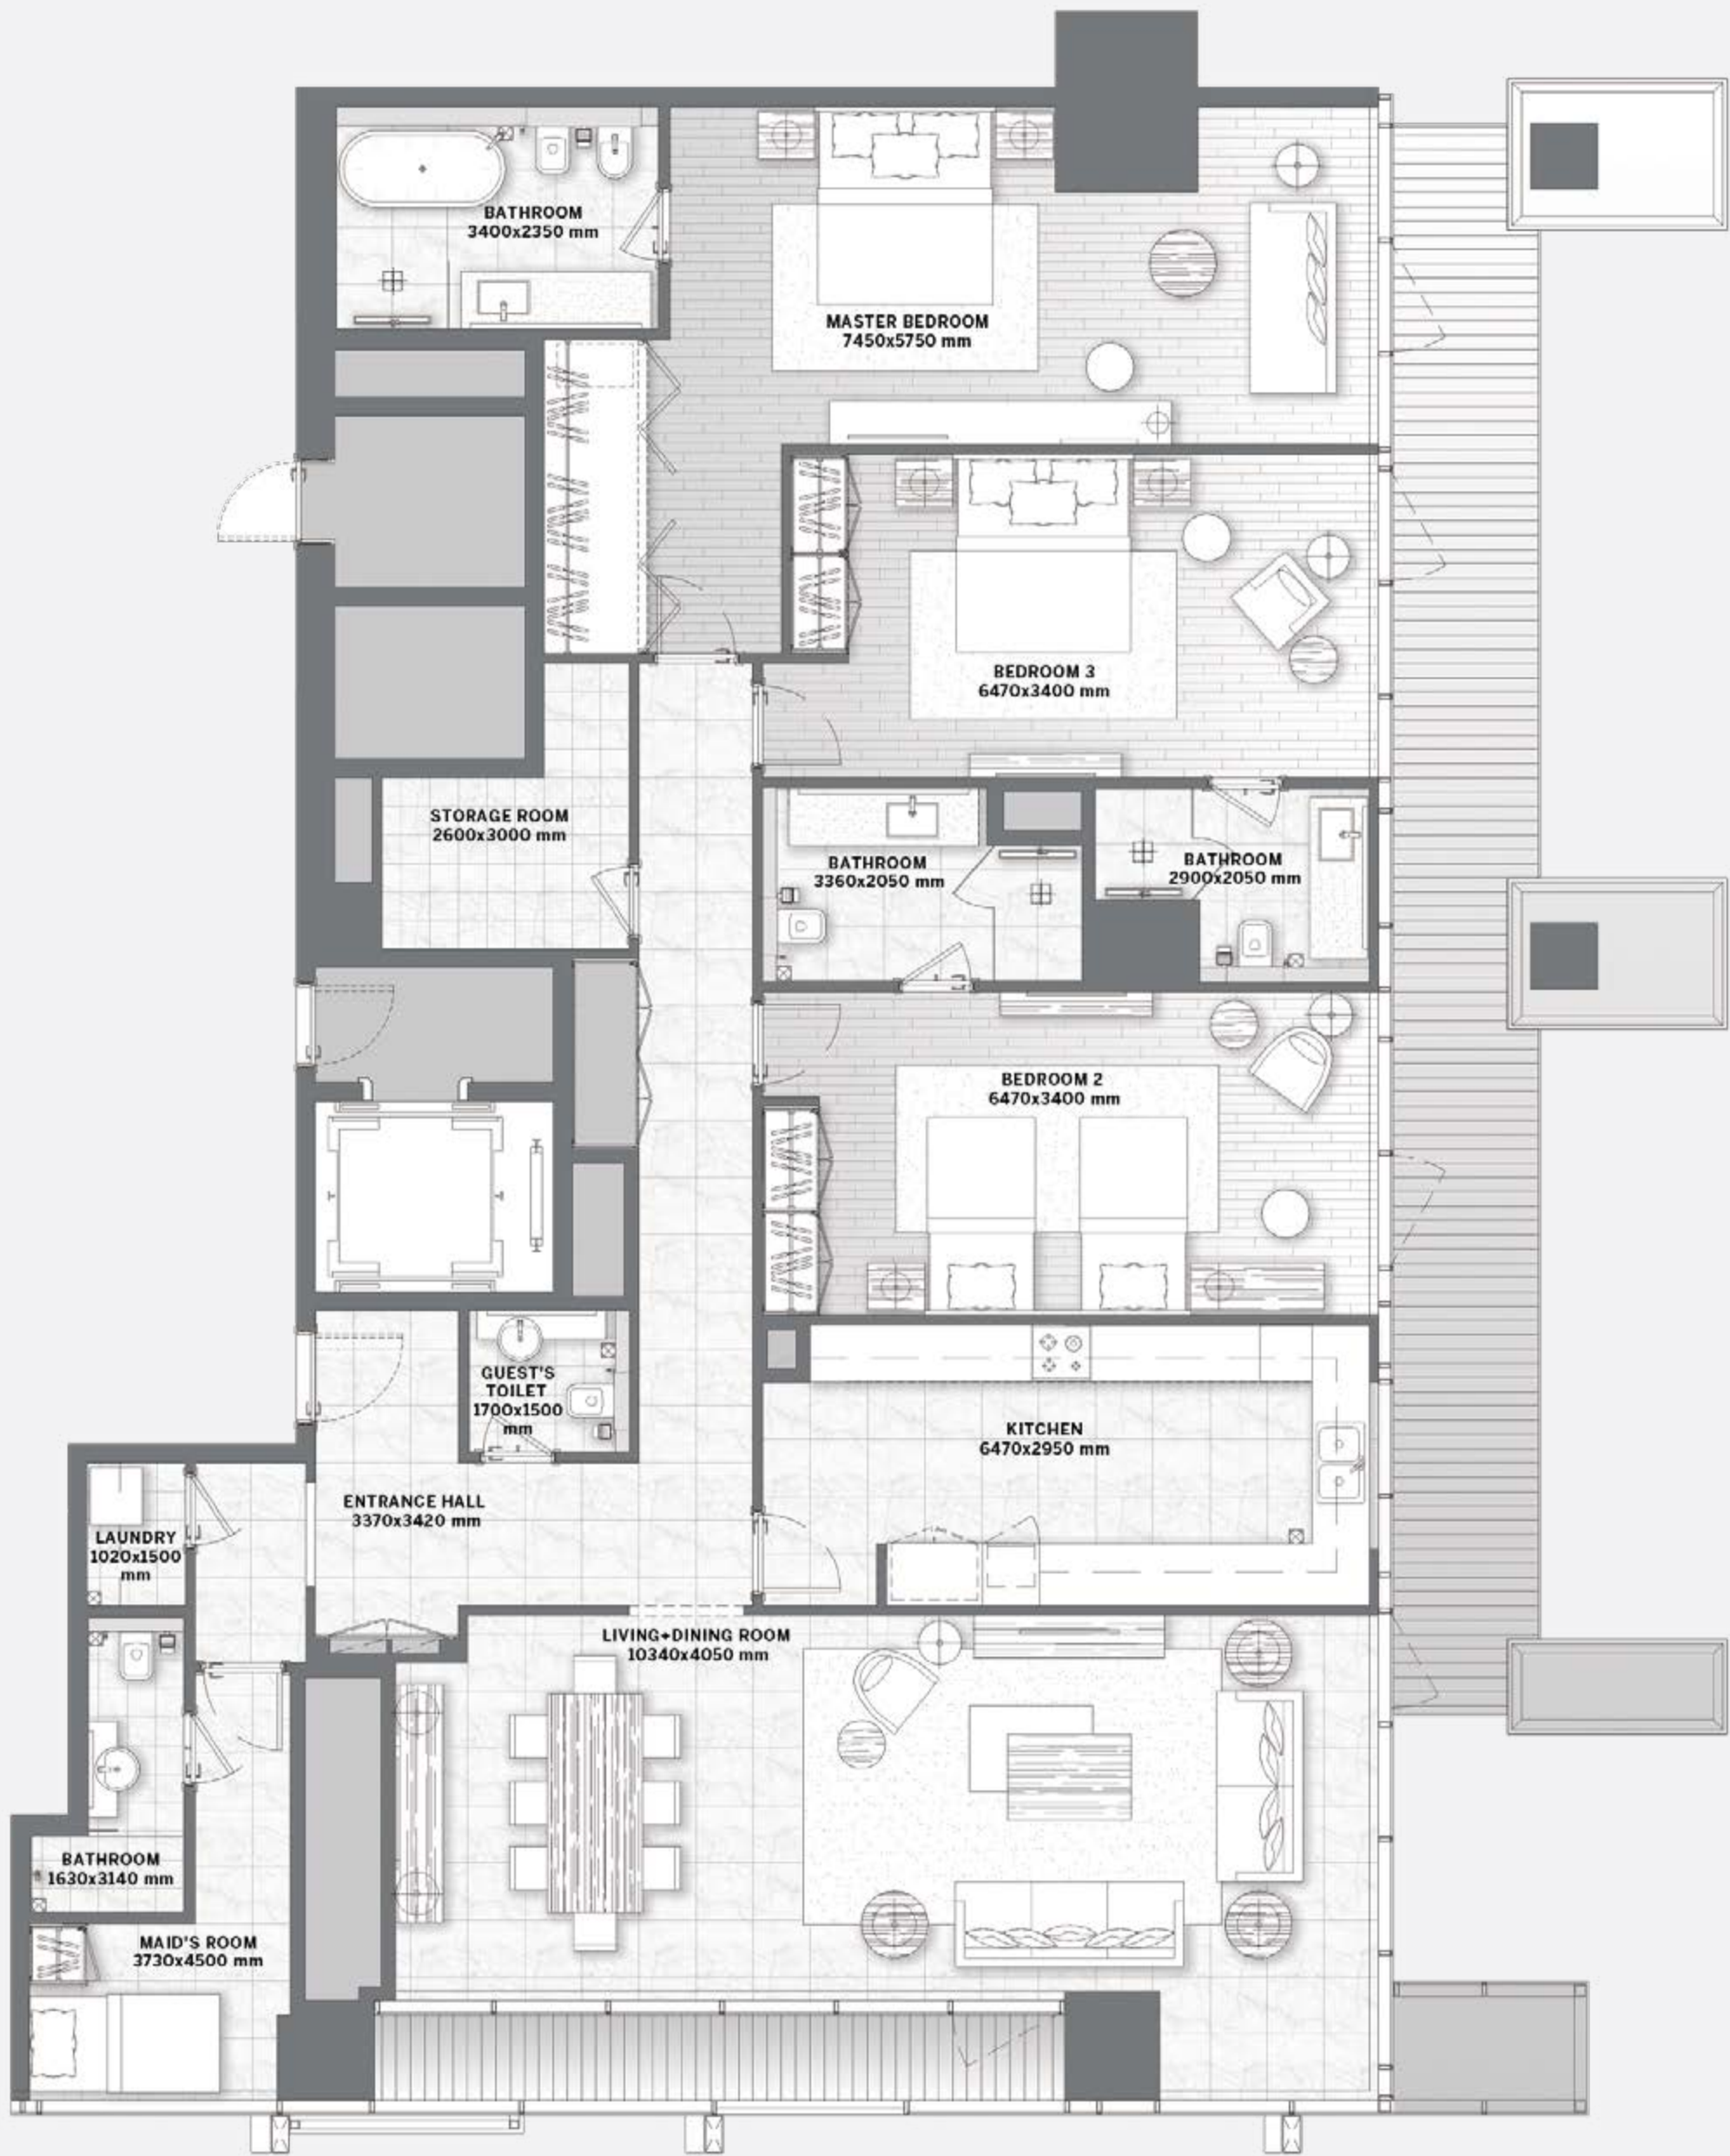 BATHROOM
3400x2350 mm
MASTER BEDROOM
7450x5750 mm
BEDROOM 3
6470x3400 mm
STORAGE ROOM
2600x3000 mm
BATHROOM
3360x2050 mm
BATHROOM
2900x2050 mm
BEDROOM 2
6470x3400 mm
GUEST'S
TOILET
1700x1500
mm
KITCHEN
6470x2950 mm
ENTRANCE HALL
3370x3420 mm
LAUNDRY
1020x1500
mm
LIVING+DINING ROOM
10340x4050 mm
BATHROOM
1630x3140 mm
MAID'S ROOM
3730x4500 mm